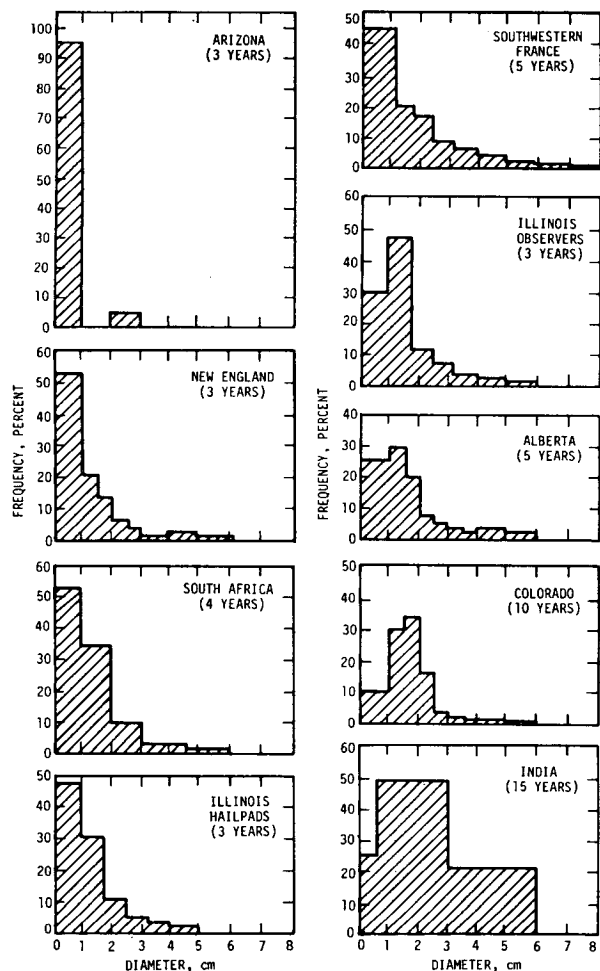 ARIZONA
(3 YEARS)
100
90
80
70
60
50
40
30
20
10
0
NEW ENGLAND
(3 YEARS)
60
50
40
30
20
10
0
FREQUENCY, PERCENT
SOUTH AFRICA
(4 YEARS)
60
50
40
30
20
10
0
ILLINOIS
HAILPADS
(3 YEARS)
50
40
30
20
10
0
0 1 2 3 4 5 6 7 8
DIAMETER, cm
SOUTHWESTERN
FRANCE
(5 YEARS)
50
40
30
20
10
0
ILLINOIS
OBSERVERS
(3 YEARS)
50
40
30
20
10
0
FREQUENCY, PERCENT
ALBERTA
(5 YEARS)
40
30
20
10
0
COLORADO
(10 YEARS)
50
40
30
20
10
0
INDIA
(15 YEARS)
60
50
40
30
20
10
0
0 1 2 3 4 5 6 7 8
DIAMETER, cm